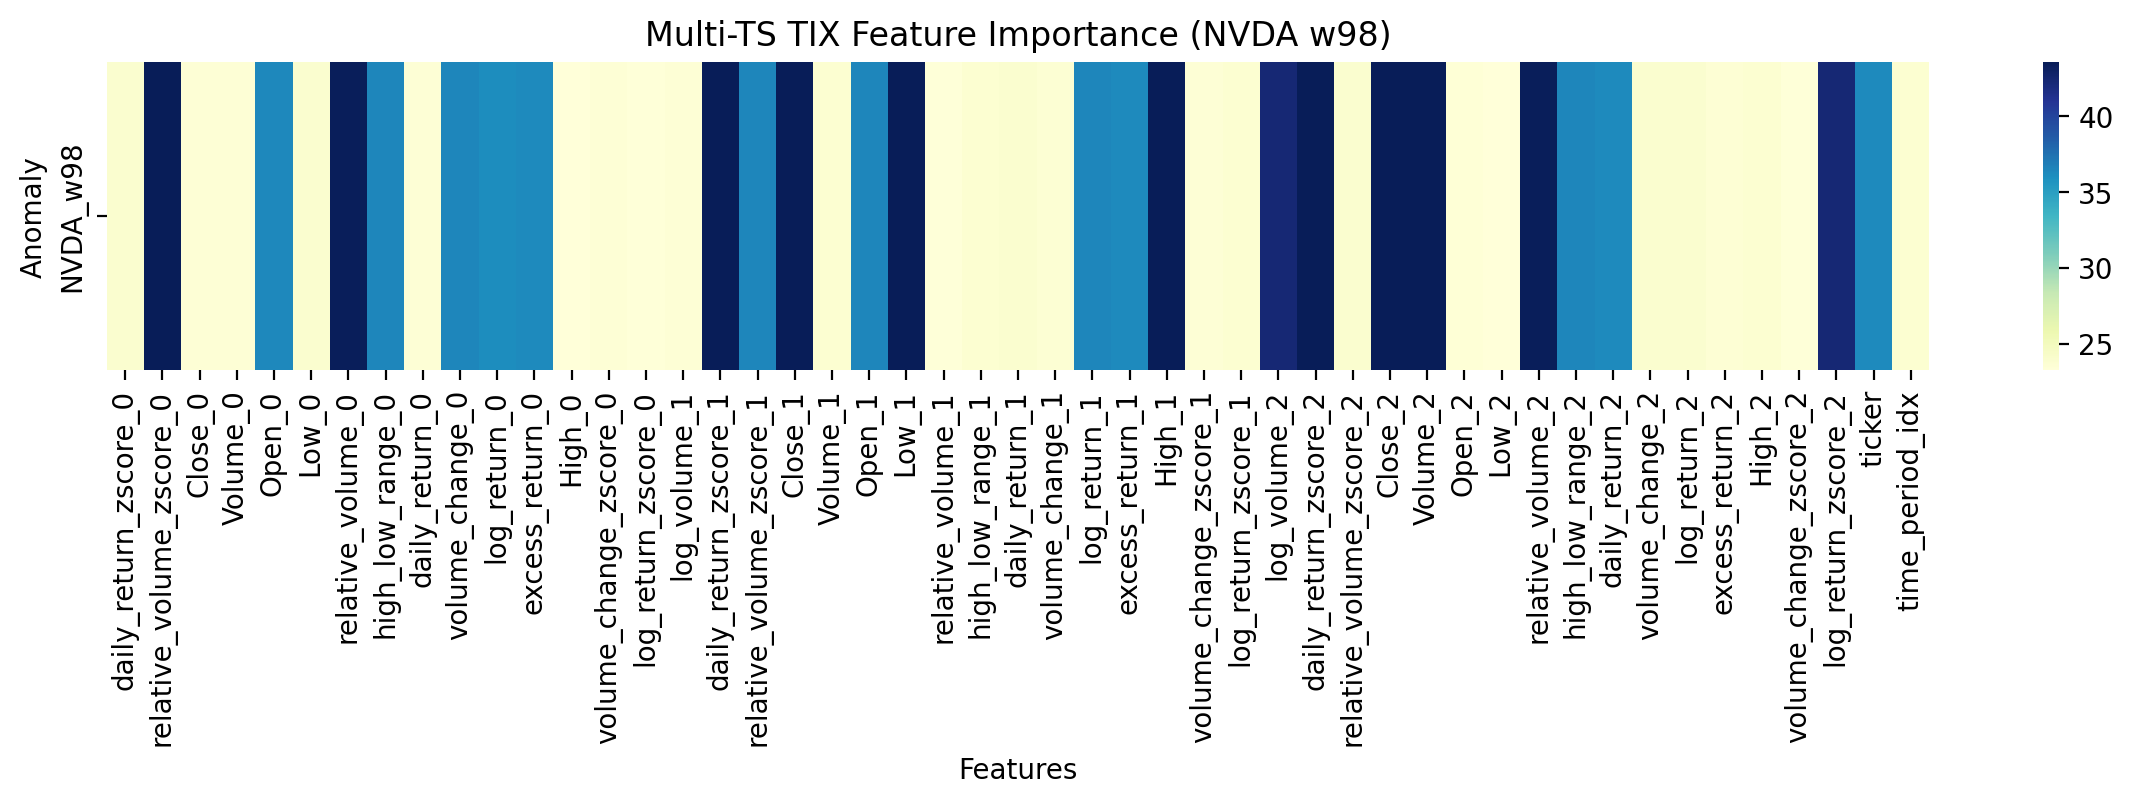 Multi-TS TIX Feature Importance (NVDA w98)
Anomaly
NVDA_w98
40
35
30
25
daily_return_zscore_0
relative_volume_zscore_0
Close_0
Volume_0
Open_0
Low_0
relative_volume_0
high_low_range_0
daily_return_0
volume_change_0
log_return_0
excess_return_0
High_0
volume_change_zscore_0
log_return_zscore_0
log_volume_1
daily_return_zscore_1
relative_volume_zscore_1
Close_1
Volume_1
Open_1
Low_1
relative_volume_1
high_low_range_1
daily_return_1
volume_change_1
log_return_1
excess_return_1
High_1
volume_change_zscore_1
log_return_zscore_1
log_volume_2
daily_return_zscore_2
relative_volume_zscore_2
Close_2
Volume_2
Open_2
Low_2
relative_volume_2
high_low_range_2
daily_return_2
volume_change_2
log_return_2
excess_return_2
High_2
volume_change_zscore_2
log_return_zscore_2
ticker
time_period_idx
Features